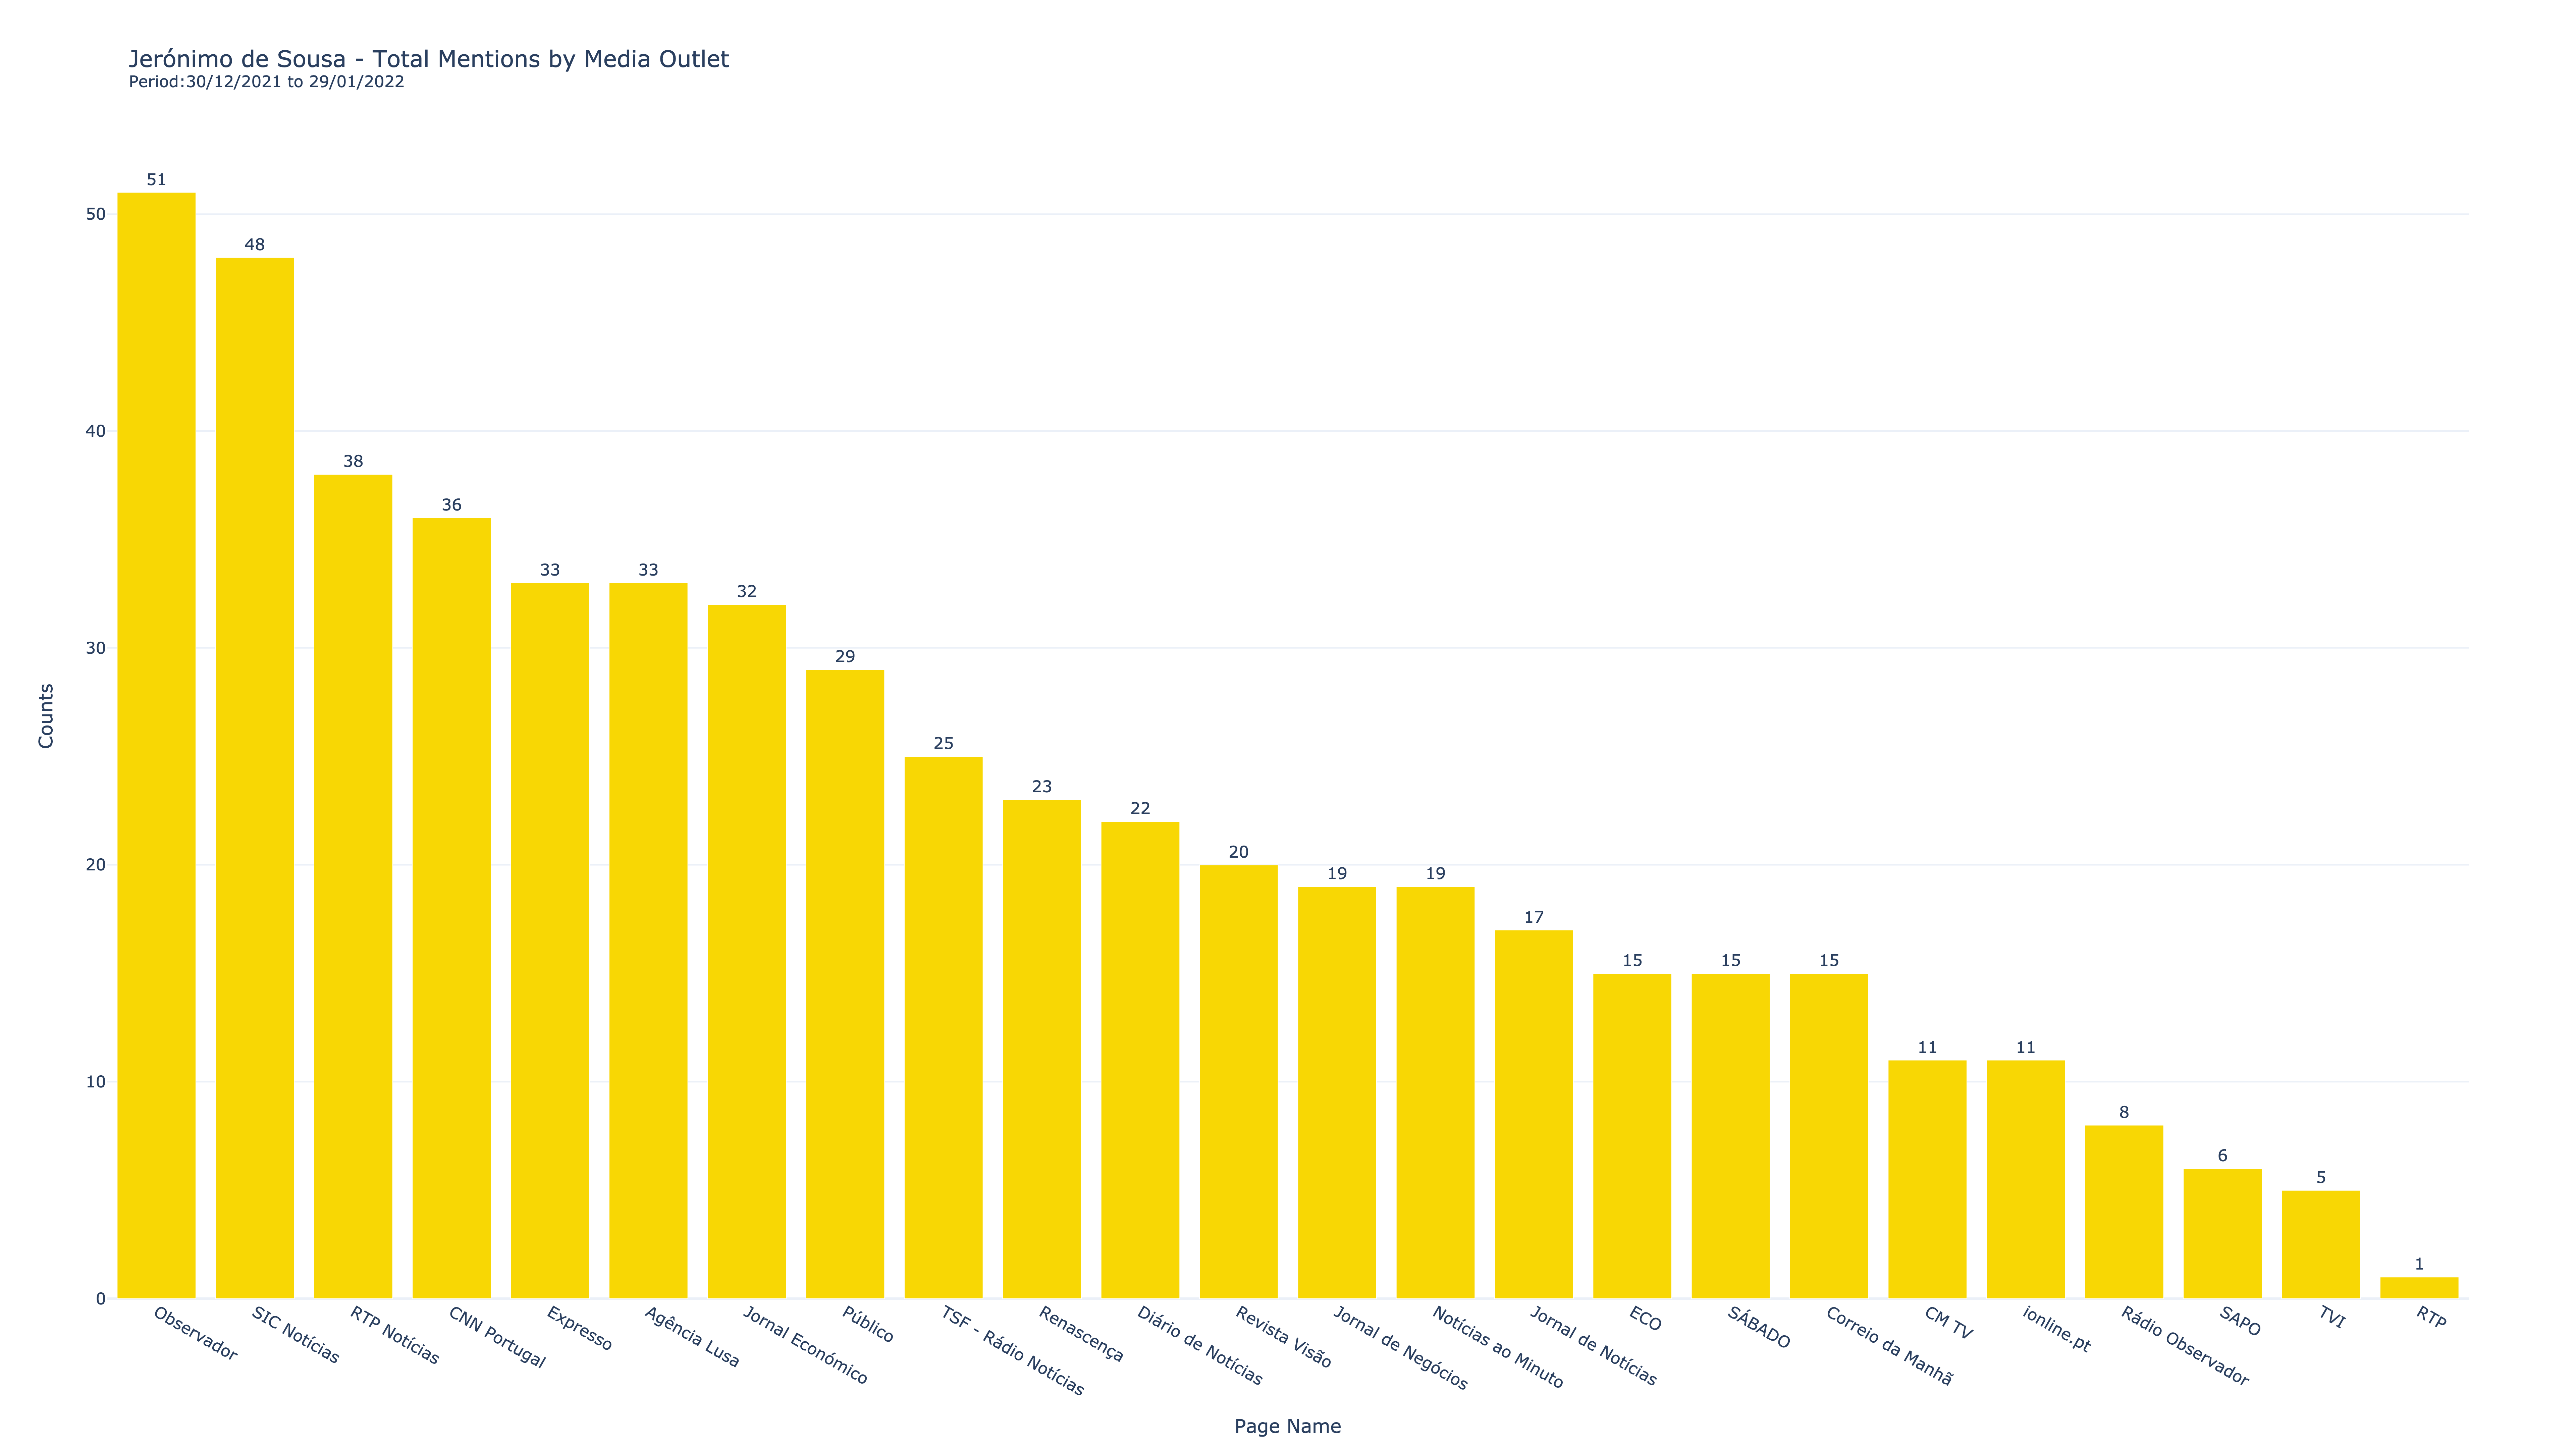 Jerónimo de Sousa - Total Mentions by Media Outlet
Period:30/12/2021 to 29/01/2022
Counts
50
40
30
20
10
0
51
48
38
36
33
33
32
29
25
23
22
20
19
19
17
15
15
15
11
11
8
6
5
1
Observador
SIC Notícias
RTP Notícias
CNN Portugal
Expresso
Agência Lusa
Jornal Económico
Público
TSF - Rádio Notícias
Renascença
Diário de Notícias
Revista Visão
Jornal de Negócios
Notícias ao Minuto
Jornal de Notícias
ECO
SÁBADO
Correio da Manhã
CM TV
ionline.pt
Rádio Observador
SAPO
TVI
RTP
Page Name